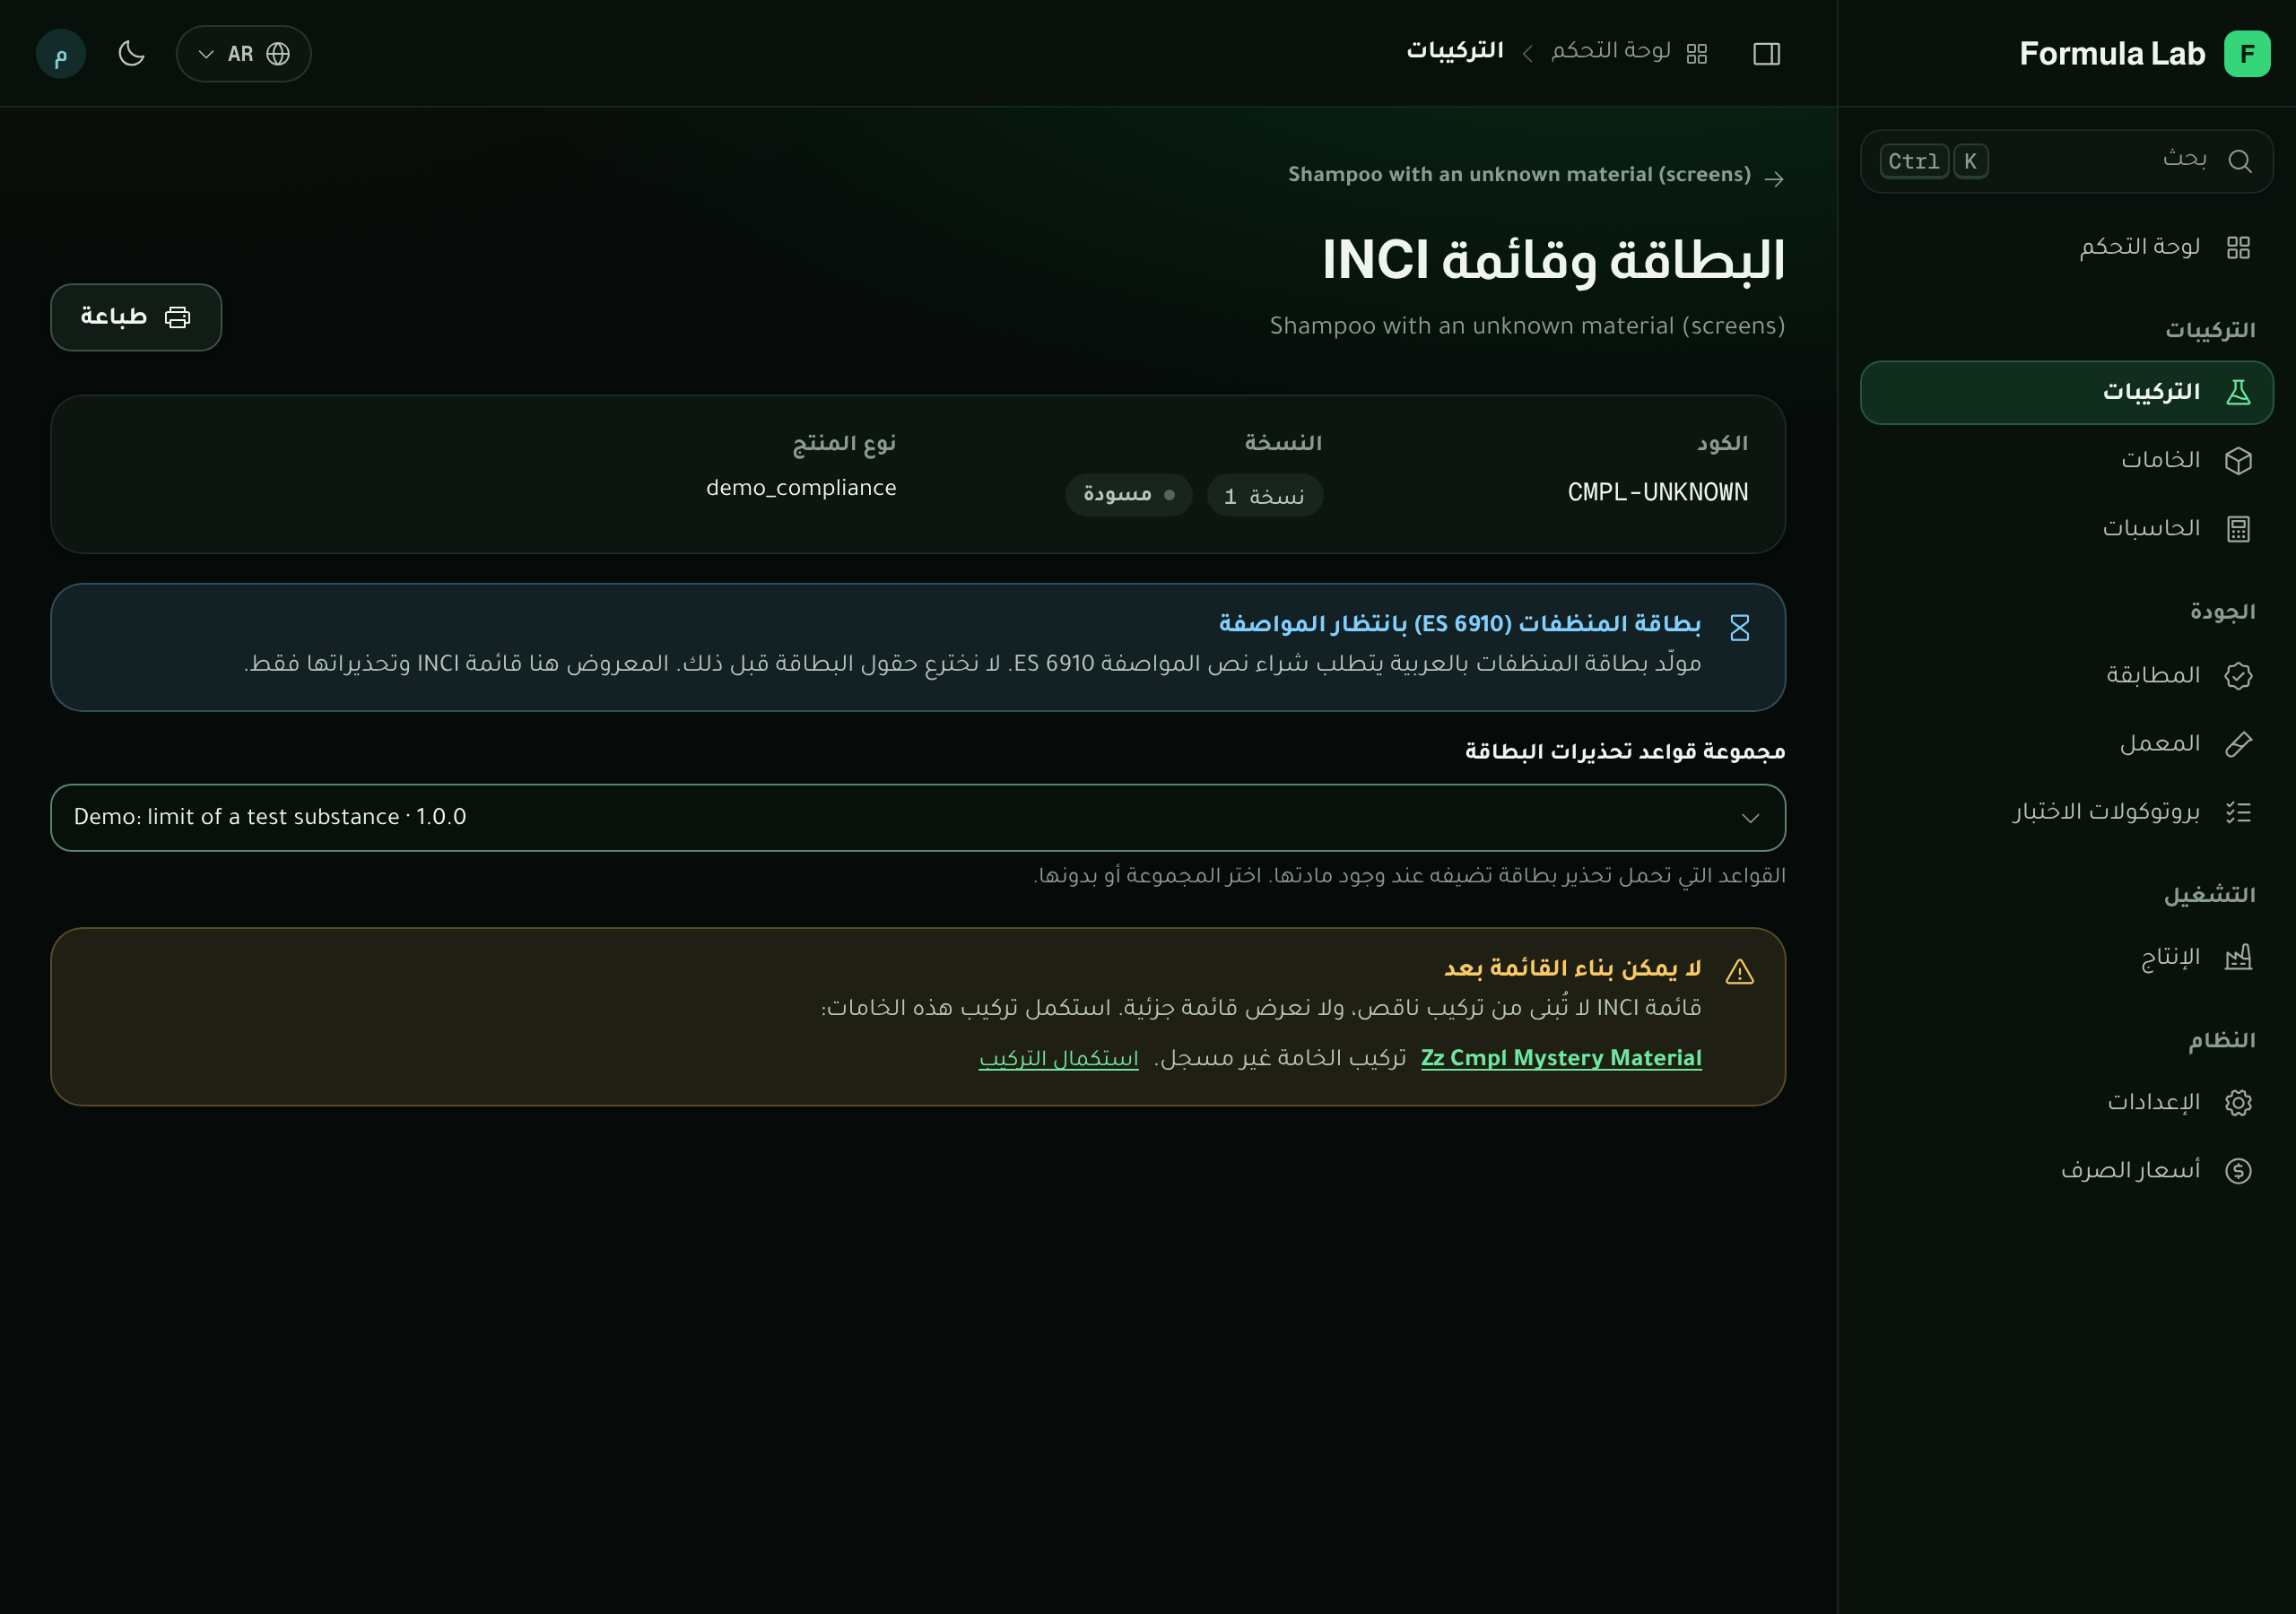 F Formula Lab
بحث Ctrl K
لوحة التحكم
التركيبات
التركيبات
الخامات
الحاسبات
الجودة
المطابقة
المعمل
بروتوكولات الاختبار
التشغيل
الإنتاج
النظام
الإعدادات
أسعار الصرف
لوحة التحكم
التركيبات
AR
م
Shampoo with an unknown material (screens)
البطاقة وقائمة INCI
Shampoo with an unknown material (screens)
طباعة
الكود
CMPL-UNKNOWN
النسخة
نسخة 1
مسودة
نوع المنتج
demo_compliance
بطاقة المنظفات (ES 6910) بانتظار المواصفة
مولّد بطاقة المنظفات بالعربية يتطلب شراء نص المواصفة ES 6910. لا نخترع حقول البطاقة قبل ذلك. المعروض هنا قائمة INCI وتحذيراتها فقط.
مجموعة قواعد تحذيرات البطاقة
Demo: limit of a test substance · 1.0.0
القواعد التي تحمل تحذير بطاقة تضيفه عند وجود مادتها. اختر المجموعة أو بدونها.
لا يمكن بناء القائمة بعد
قائمة INCI لا تُبنى من تركيب ناقص، ولا نعرض قائمة جزئية. استكمل تركيب هذه الخامات:
Zz Cmpl Mystery Material تركيب الخامة غير مسجل. استكمال التركيب